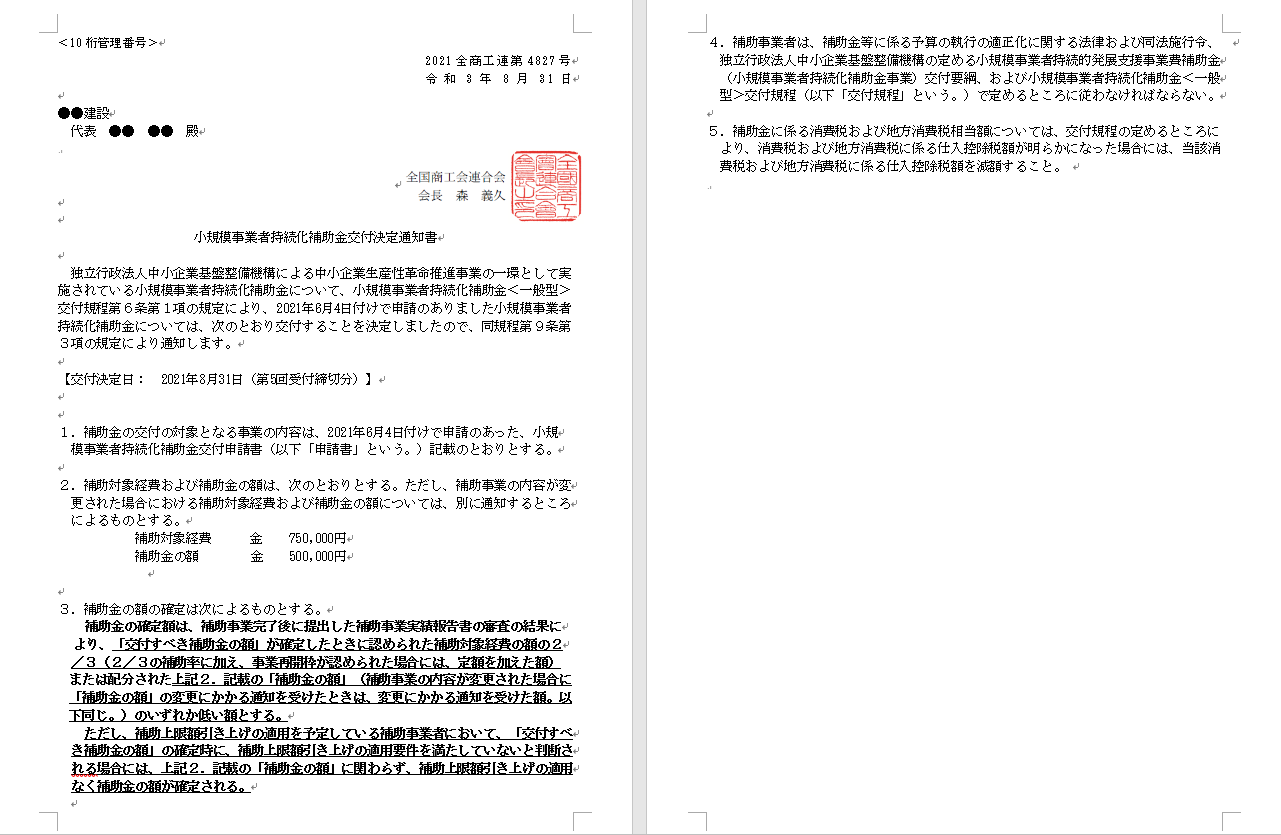 ＜10桁管理番号＞
2021全商工連第4827号
令和3年8月31日
●●建設
代表　●●　●●　殿
全国商工会連合会
会長　森　義久
小規模事業者持続化補助金交付決定通知書
独立行政法人中小企業基盤整備機構による中小企業生産性革命推進事業の一環として実
施されている小規模事業者持続化補助金について、小規模事業者持続化補助金＜一般型＞
交付規程第６条第１項の規定により、2021年6月4日付けで申請のありました小規模事業者
持続化補助金については、次のとおり交付することを決定しましたので、同規程第９条第
３項の規定により通知します。
【交付決定日：　2021年8月31日（第5回受付締切分）】
１．補助金の交付の対象となる事業の内容は、2021年6月4日付けで申請のあった、小規
模事業者持続化補助金交付申請書（以下「申請書」という。）記載のとおりとする。
２．補助対象経費および補助金の額は、次のとおりとする。ただし、補助事業の内容が変
更された場合における補助対象経費および補助金の額については、別に通知するところ
によるものとする。
補助対象経費　　　金　　750,000円
補助金の額　　　　金　　500,000円
３．補助金の額の確定は次によるものとする。
補助金の確定額は、補助事業完了後に提出した補助事業実績報告書の審査の結果に
より、「交付すべき補助金の額」が確定したときに認められた補助対象経費の額の２
／３（２／３の補助率に加え、事業再開枠が認められた場合には、定額を加えた額）
または配分された上記２．記載の「補助金の額」（補助事業の内容が変更された場合に
「補助金の額」の変更にかかる通知を受けたときは、変更にかかる通知を受けた額。以
下同じ。）のいずれか低い額とする。
ただし、補助上限額引き上げの適用を予定している補助事業者において、「交付すべ
き補助金の額」の確定時に、補助上限額引き上げの適用要件を満たしていないと判断さ
れる場合には、上記２．記載の「補助金の額」に関わらず、補助上限額引き上げの適用
なく補助金の額が確定される。
４．補助事業者は、補助金等に係る予算の執行の適正化に関する法律および同法施行令、
独立行政法人中小企業基盤整備機構の定める小規模事業者持続的発展支援事業費補助金
（小規模事業者持続化補助金事業）交付要綱、および小規模事業者持続化補助金＜一般
型＞交付規程（以下「交付規程」という。）で定めるところに従わなければならない。
５．補助金に係る消費税および地方消費税相当額については、交付規程の定めるところに
より、消費税および地方消費税に係る仕入控除税額が明らかになった場合には、当該消
費税および地方消費税に係る仕入控除税額を減額すること。